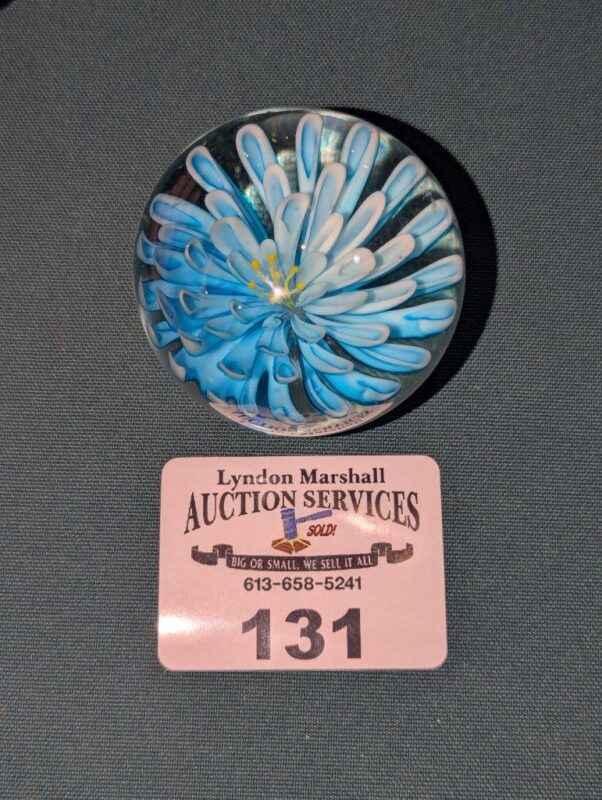 Lyndon Marshall
AUCTION SERVICES
SOLD!
BIG OR SMALL, WE SELL IT ALL
613-658-5241
131